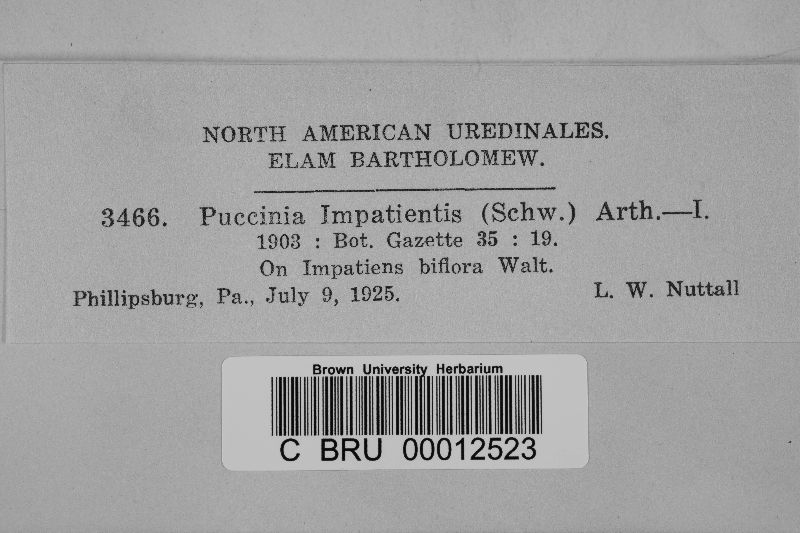 NORTH AMERICAN UREDINALES.
ELAM BARTHOLOMEW.
3466. Puccinia Impatientis (Schw.) Arth.—I.
1903 : Bot. Gazette 35 : 19.
On Impatiens biflora Walt.
Phillipsburg, Pa., July 9, 1925. L. W. Nuttall
Brown University Herbarium
C BRU 00012523